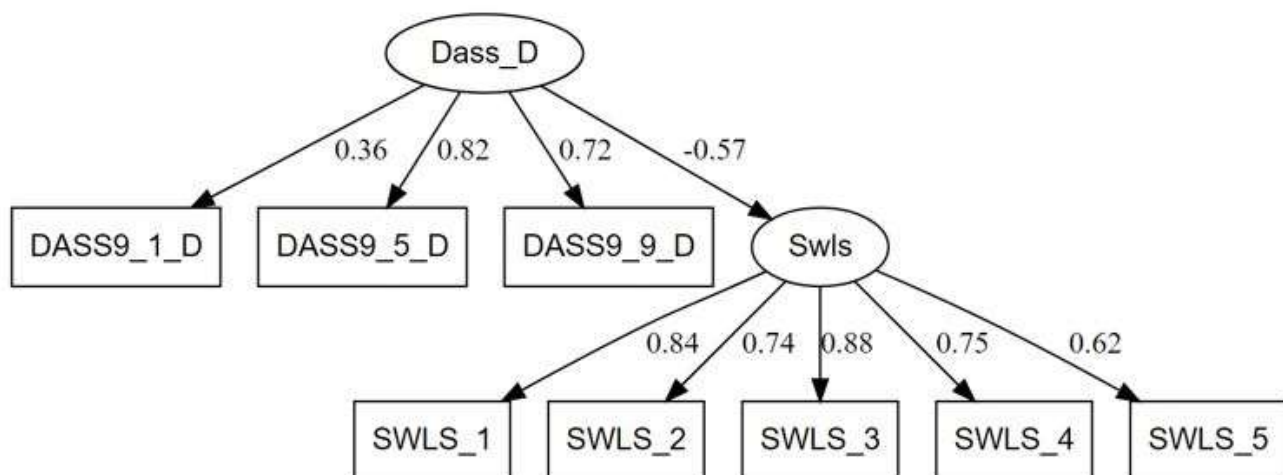 Dass_D
0.36 0.82 0.72 -0.57
DASS9_1_D DASS9_5_D DASS9_9_D Swls
0.84 0.74 0.88 0.75 0.62
SWLS_1 SWLS_2 SWLS_3 SWLS_4 SWLS_5